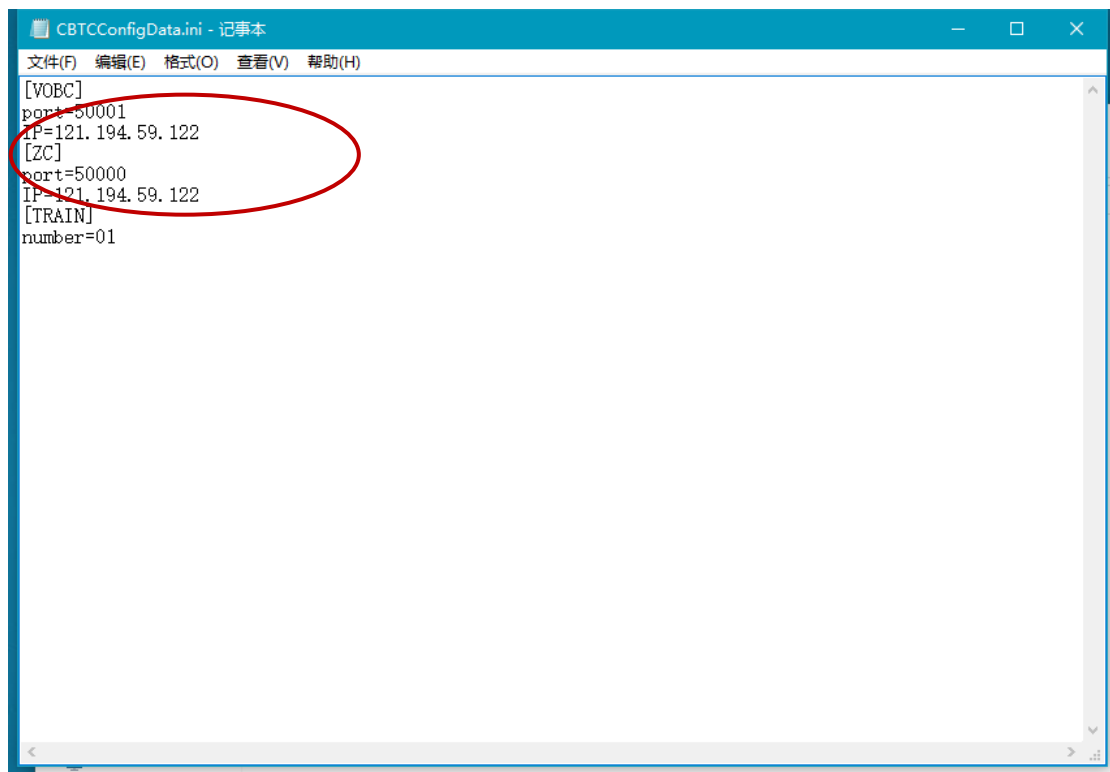 CBTCConfigData.ini - 记事本
文件(F) 编辑(E) 格式(O) 查看(V) 帮助(H)
[VOBC]
port=50001
IP=121.194.59.122
[ZC]
port=50000
IP=121.194.59.122
[TRAIN]
number=01